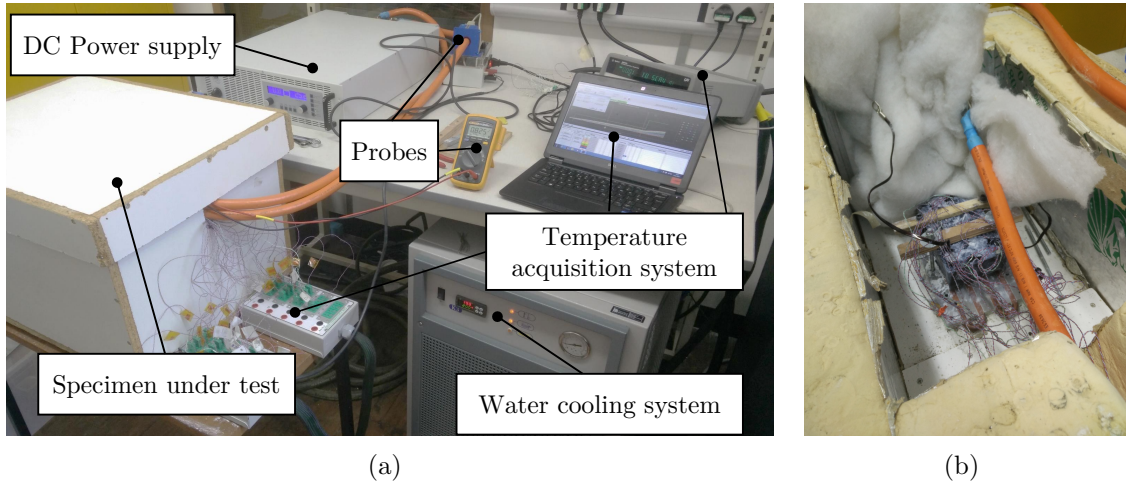 DC Power supply
Probes
Temperature
acquisition system
Specimen under test
Water cooling system
(a)
(b)